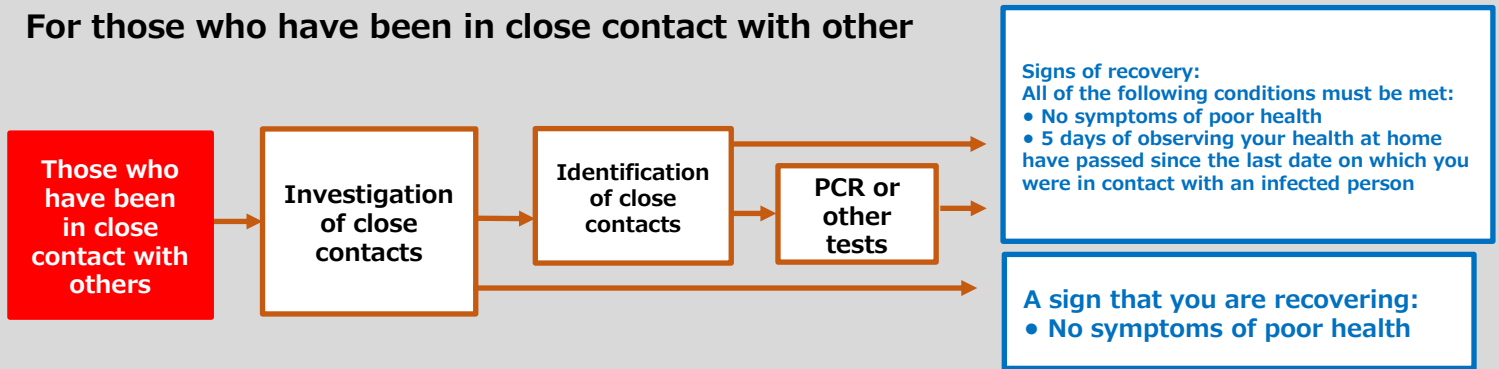 For those who have been in close contact with other
Those who
have been
in close
contact with
others
Investigation
of close
contacts
Identification
of close
contacts
PCR or
other
tests
Signs of recovery:
All of the following conditions must be met:
● No symptoms of poor health
● 5 days of observing your health at home
have passed since the last date on which you
were in contact with an infected person
A sign that you are recovering:
● No symptoms of poor health